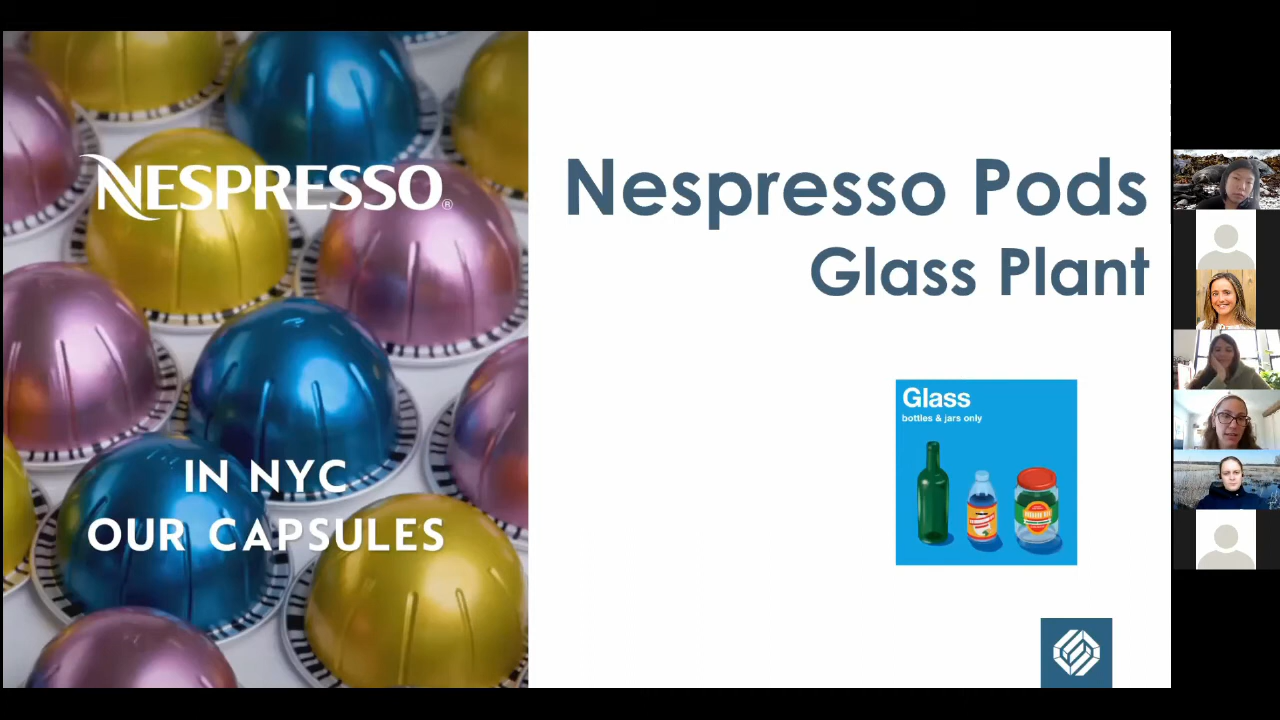 NESPRESSO®
IN NYC
OUR CAPSULES
Nespresso Pods
Glass Plant
Glass
bottles & jars only